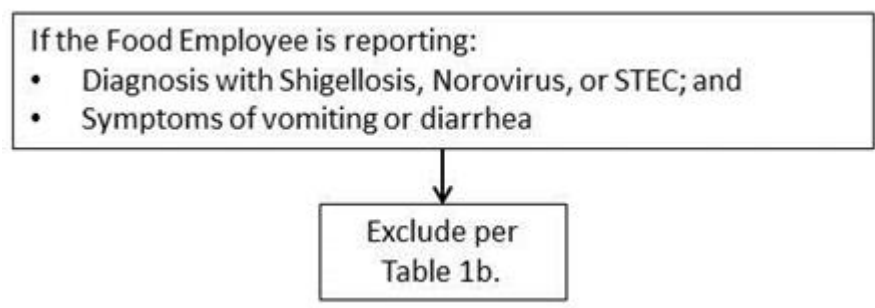 If the Food Employee is reporting:
• Diagnosis with Shigellosis, Norovirus, or STEC; and
• Symptoms of vomiting or diarrhea
Exclude per
Table 1b.